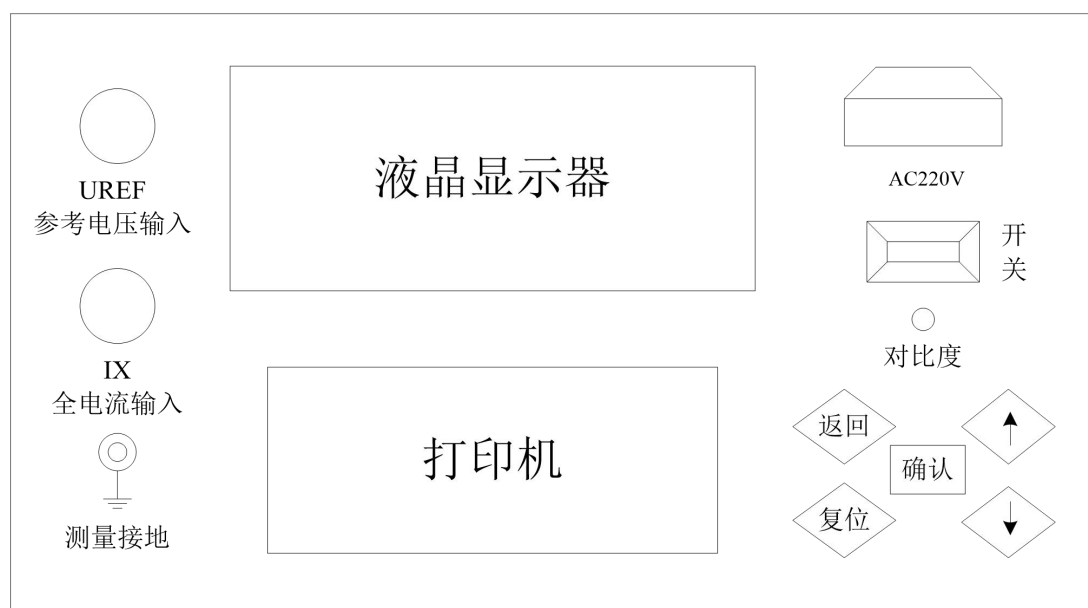 UREF
参考电压输入
IX
全电流输入
测量接地
液晶显示器
打印机
AC220V
开
关
对比度
返回
确认
复位